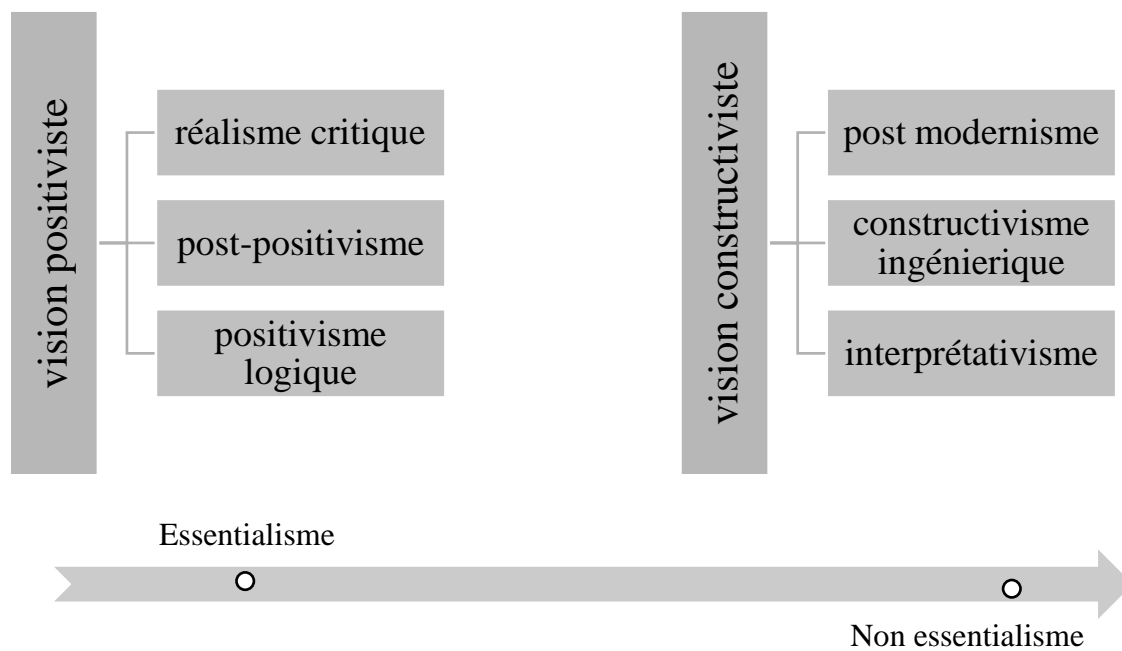 vision positiviste
réalisme critique
post-positivisme
positivisme
logique
vision constructiviste
post modernisme
constructivisme
ingénierique
interprétativisme
Essentialisme
Non essentialisme